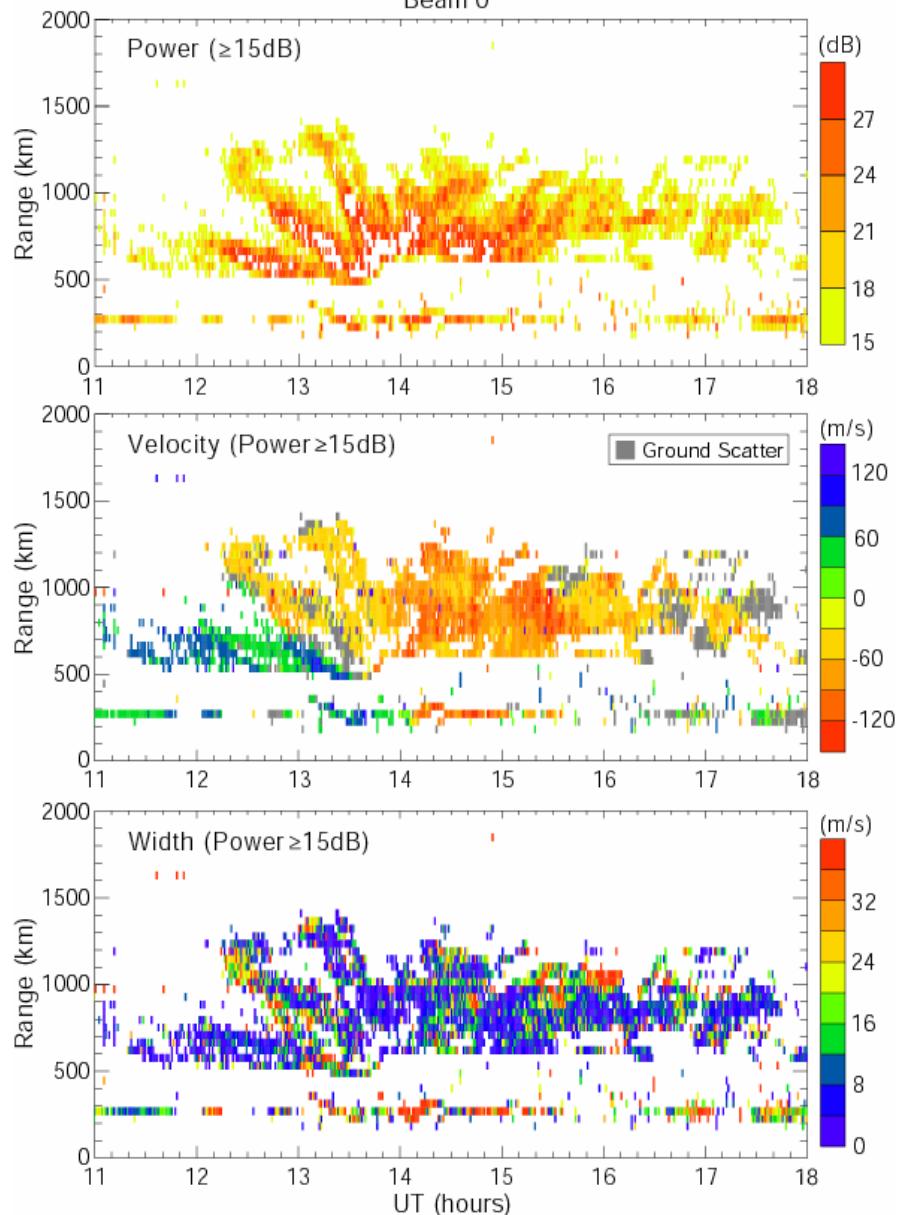 Beam 0
Power (≥15dB)
(dB)
2000
1500
1000
500
0
Range (km)
27
24
21
18
15
11 12 13 14 15 16 17 18
Velocity (Power≥15dB)
Ground Scatter
(m/s)
2000
1500
1000
500
0
Range (km)
120
60
0
-60
-120
11 12 13 14 15 16 17 18
Width (Power≥15dB)
(m/s)
2000
1500
1000
500
0
Range (km)
32
24
16
8
0
11 12 13 14 15 16 17 18
UT (hours)